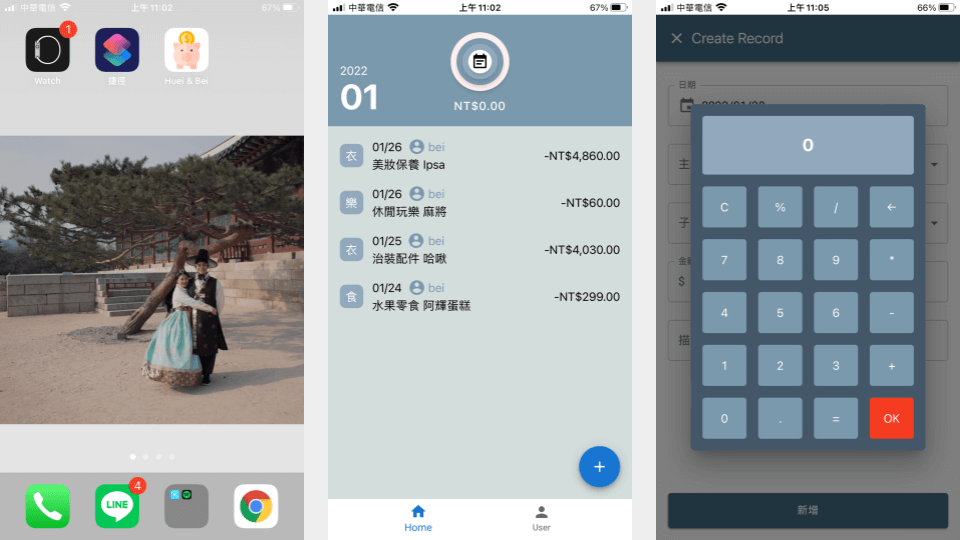 中華電信
上午 11:02
67%
1
Watch
捷徑
Huei & Bei
4
LINE
中華電信
上午 11:02
67%
2022
01
NT$0.00
衣
01/26 bei
美妝保養 Ipsa
-NT$4,860.00
樂
01/26 bei
休閒玩樂 麻將
-NT$60.00
衣
01/25 bei
治裝配件 哈啾
-NT$4,030.00
食
01/24 bei
水果零食 阿輝蛋糕
-NT$299.00
+
Home
User
中華電信
上午 11:05
66%
× Create Record
日期
主
子
金
$
描
0
C % / ←
7 8 9 *
4 5 6 -
1 2 3 +
0 . = OK
新增